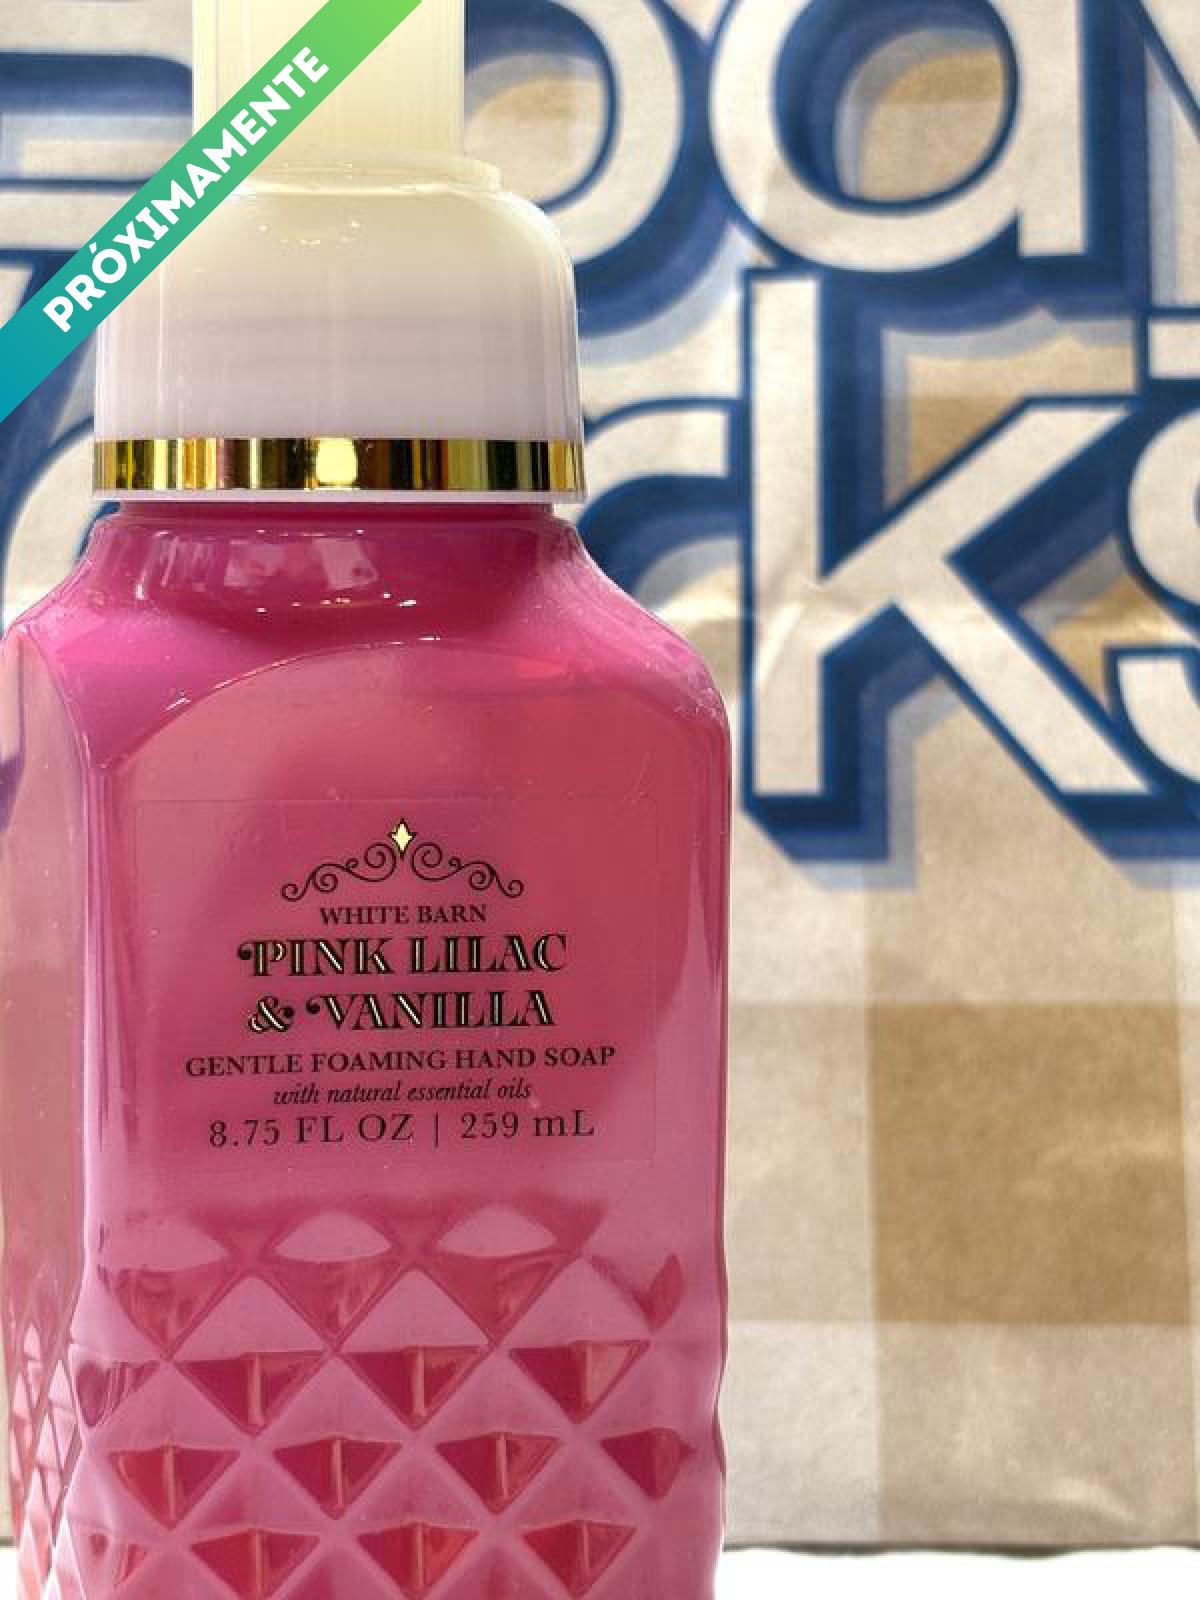 PRÓXIMAMENTE
WHITE BARN
PINK LILAC
& VANILLA
GENTLE FOAMING HAND SOAP
with natural essential oils
8.75 FL OZ | 259 mL